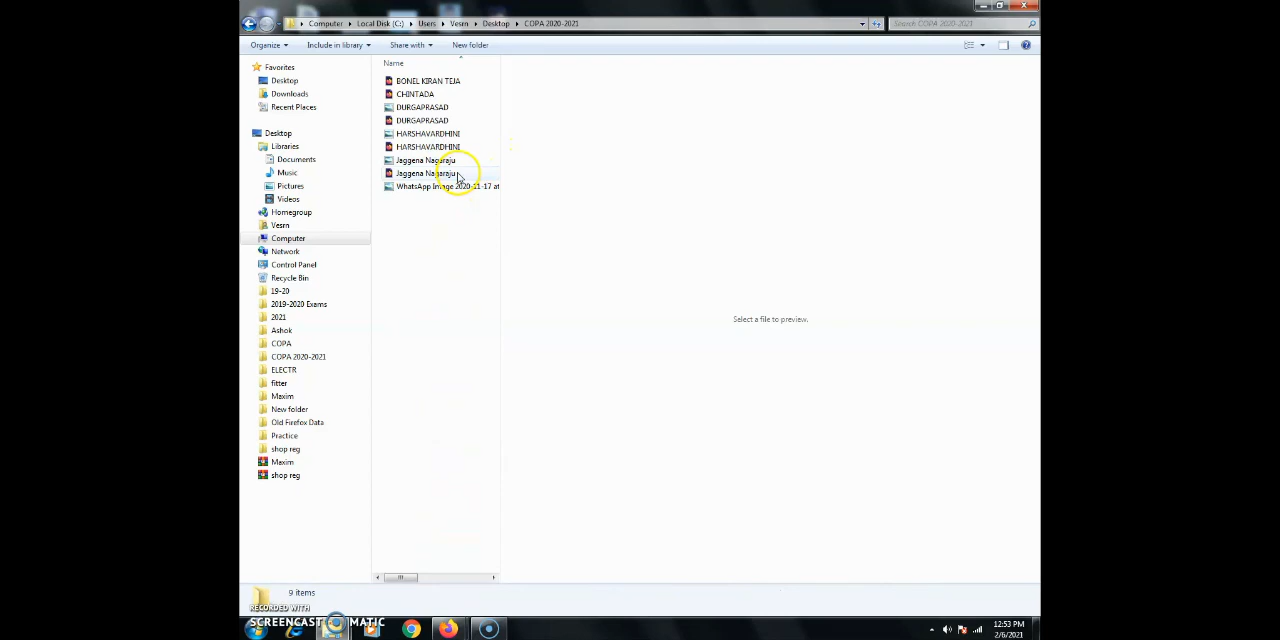 Computer Local Disk (C:) Users Vesrn Desktop COPA 2020-2021 Search COPA 2020-2021
Organize Include in library Share with New folder
Favorites
Desktop
Downloads
Recent Places
Desktop
Libraries
Documents
Music
Pictures
Videos
Homegroup
Vesrn
Computer
Network
Control Panel
Recycle Bin
19-20
2019-2020 Exams
2021
Ashok
COPA
COPA 2020-2021
ELECTR
fitter
Maxim
New folder
Old Firefox Data
Practice
shop reg
Maxim
shop reg
Name
BONEL KIRAN TEJA
CHINTADA
DURGAPRASAD
DURGAPRASAD
HARSHAVARDHINI
HARSHAVARDHINI
Jaggena Nagaraju
Jaggena Nagaraju
WhatsApp Image 2020-11-17 at
Select a file to preview.
9 items
RECORDED WITH
SCREENCAST MATIC
12:53 PM
2/6/2021